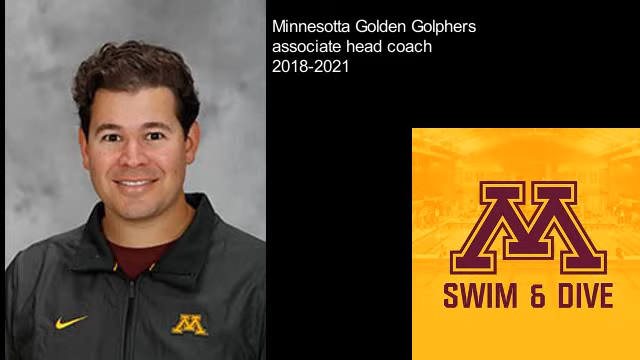 Minnesotta Golden Golphers
associate head coach
2018-2021
M
M
SWIM & DIVE